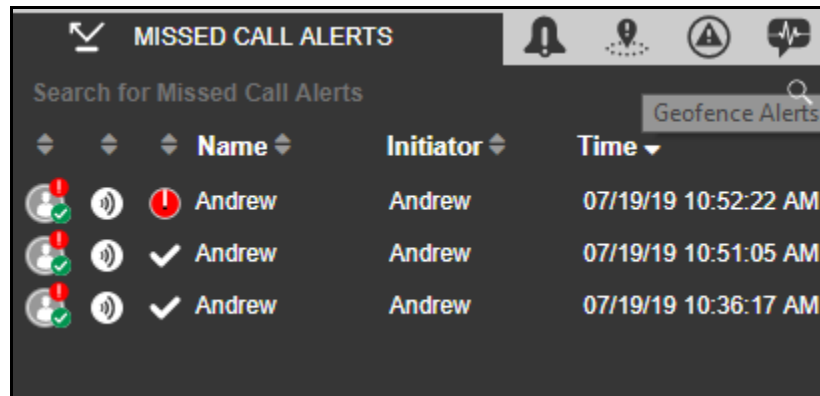 MISSED CALL ALERTS
Search for Missed Call Alerts
Geofence Alerts
Name Initiator Time
Andrew Andrew 07/19/19 10:52:22 AM
Andrew Andrew 07/19/19 10:51:05 AM
Andrew Andrew 07/19/19 10:36:17 AM